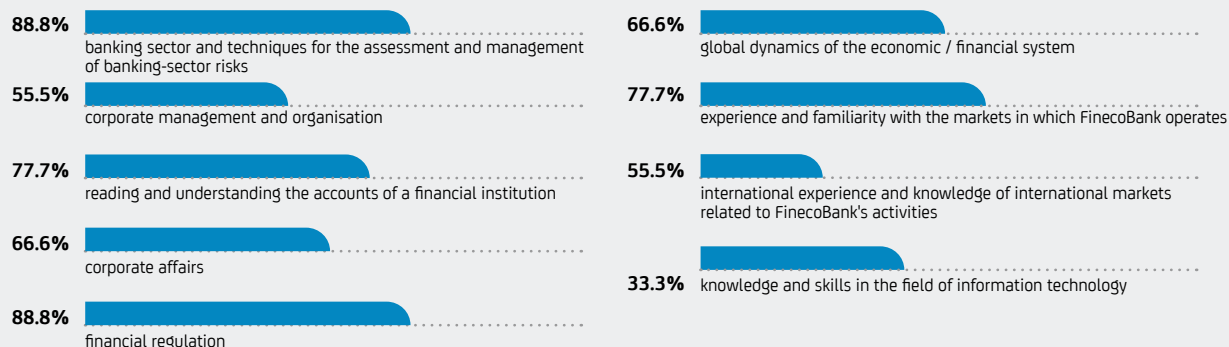 88.8%
banking sector and techniques for the assessment and management
of banking-sector risks
55.5%
corporate management and organisation
77.7%
reading and understanding the accounts of a financial institution
66.6%
corporate affairs
88.8%
financial regulation
66.6%
global dynamics of the economic / financial system
77.7%
experience and familiarity with the markets in which FinecoBank operates
55.5%
international experience and knowledge of international markets
related to FinecoBank's activities
33.3%
knowledge and skills in the field of information technology